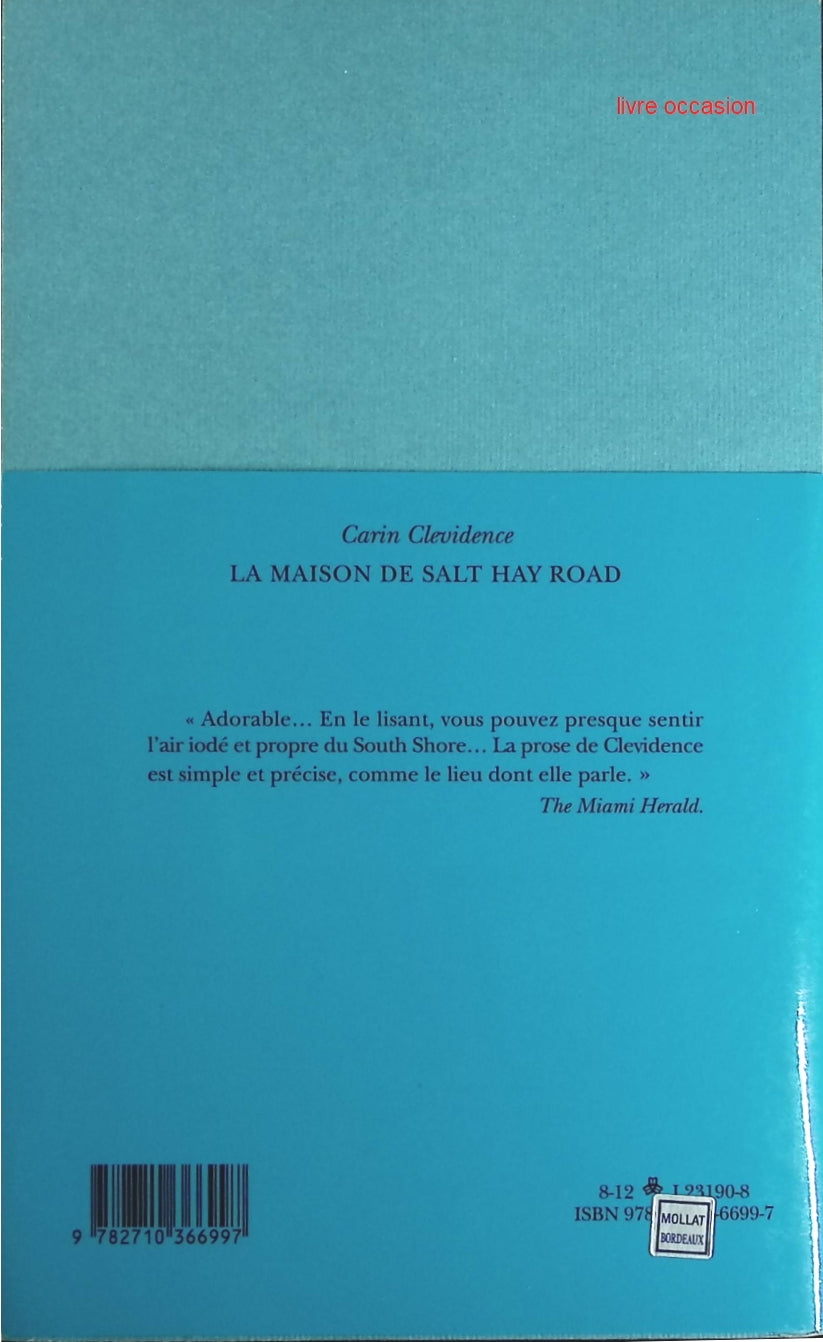 livre occasion
Carin Clevidence
LA MAISON DE SALT HAY ROAD
« Adorable... En le lisant, vous pouvez presque sentir
l'air iodé et propre du South Shore... La prose de Clevidence
est simple et précise, comme le lieu dont elle parle. »
The Miami Herald.
8-12 I 23190-8
ISBN 978 -6699-7
MOLLAT
BORDEAUX
9 782710 366997